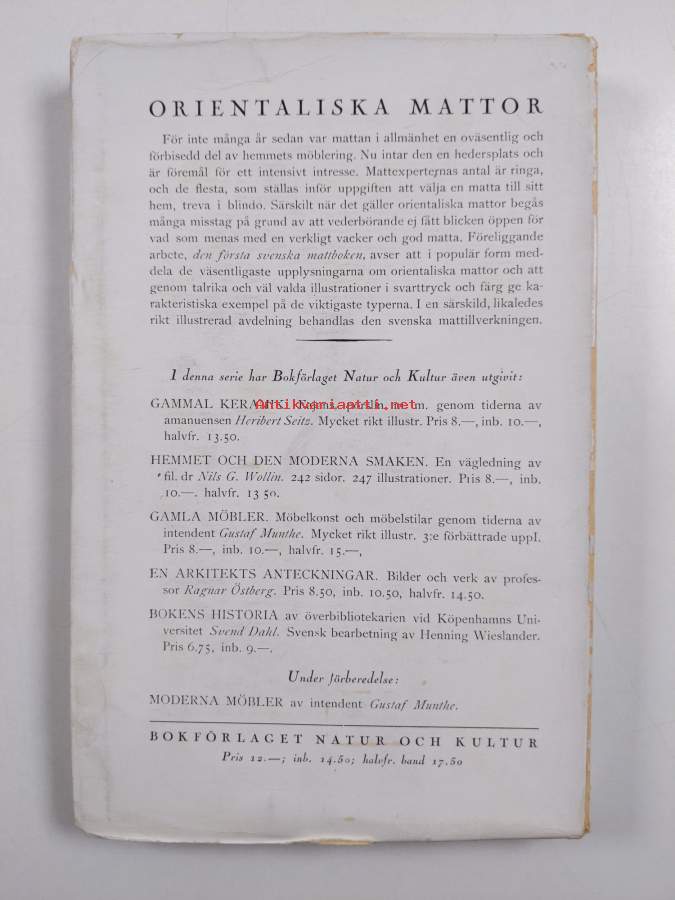 ORIENTALISKA MATTOR
För inte många år sedan var mattan i allmänhet en oväsentlig och
förbisedd del av hemmets möblering. Nu intar den en hedersplats och
är föremål för ett intensivt intresse. Mattexperternas antal är ringa,
och de flesta, som ställas inför uppgiften att välja en matta till sitt
hem, treva i blindo. Särskilt när det gäller orientaliska mattor begås
många misstag på grund av att vederbörande ej fått blicken öppen för
vad som menas med en verkligt vacker och god matta. Föreliggande
arbete, den första svenska mattboken, avser att i populär form med-
dela de väsentligaste upplysningarna om orientaliska mattor och att
genom talrika och väl valda illustrationer i svarttryck och färg ge ka-
rakteristiska exempel på de viktigaste typerna. I en särskild, likaledes
rikt illustrerad avdelning behandlas den svenska mattillverkningen.
I denna serie har Bokförlaget Natur och Kultur även utgivit:
GAMMAL KERAMIK. m. m. genom tiderna av
Antikvariaatti.net
amanuensen Heribert Seitz. Mycket rikt illustr. Pris 8.—, inb. 10.—,
halvfr. 13.50.
HEMMET OCH DEN MODERNA SMAKEN. En vägledning av
fil. dr Nils G. Wollin. 242 sidor. 247 illustrationer. Pris 8.—, inb.
10.—. halvfr. 13 50.
GAMLA MÖBLER. Möbelkonst och möbelstilar genom tiderna av
intendent Gustaf Munthe. Mycket rikt illustr. 3:e förbättrade uppl.
Pris 8.—, inb. 10.—, halvfr. 15.—,
EN ARKITEKTS ANTECKNINGAR. Bilder och verk av profes-
sor Ragnar Östberg. Pris 8.50, inb. 10.50, halvfr. 14.50.
BOKENS HISTORIA av överbibliotekarien vid Köpenhamns Uni-
versitet Svend Dahl. Svensk bearbetning av Henning Wieslander.
Pris 6.75, inb. 9.—.
Under förberedelse:
MODERNA MÖBLER av intendent Gustaf Munthe.
BOKFÖRLAGET NATUR OCH KULTUR
Pris 12.—; inb. 14.50; halvfr. band 17.50